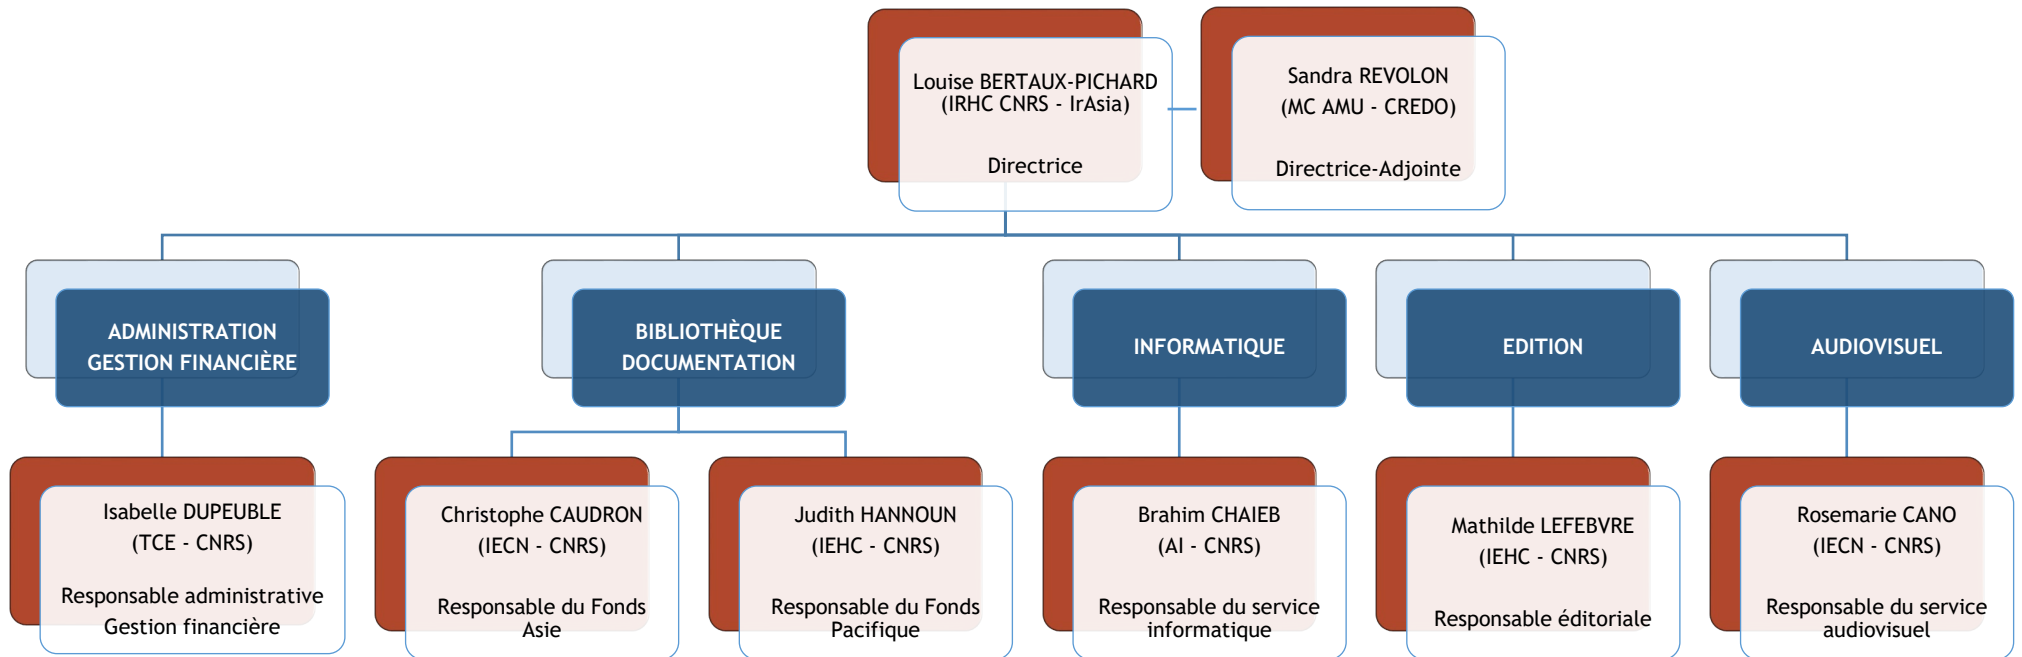 Louise BERTAUX-PICHARD
(IRHC CNRS - IrAsia)
Directrice
Sandra REVOLON
(MC AMU - CREDO)
Directrice-Adjointe
ADMINISTRATION
GESTION FINANCIÈRE
BIBLIOTHÈQUE
DOCUMENTATION
INFORMATIQUE
EDITION
AUDIOVISUEL
Isabelle DUPEUBLE
(TCE - CNRS)
Responsable administrative
Gestion financière
Christophe CAUDRON
(IECN - CNRS)
Responsable du Fonds
Asie
Judith HANNOUN
(IEHC - CNRS)
Responsable du Fonds
Pacifique
Brahim CHAIEB
(AI - CNRS)
Responsable du service
informatique
Mathilde LEFEBVRE
(IEHC - CNRS)
Responsable éditoriale
Rosemarie CANO
(IECN - CNRS)
Responsable du service
audiovisuel